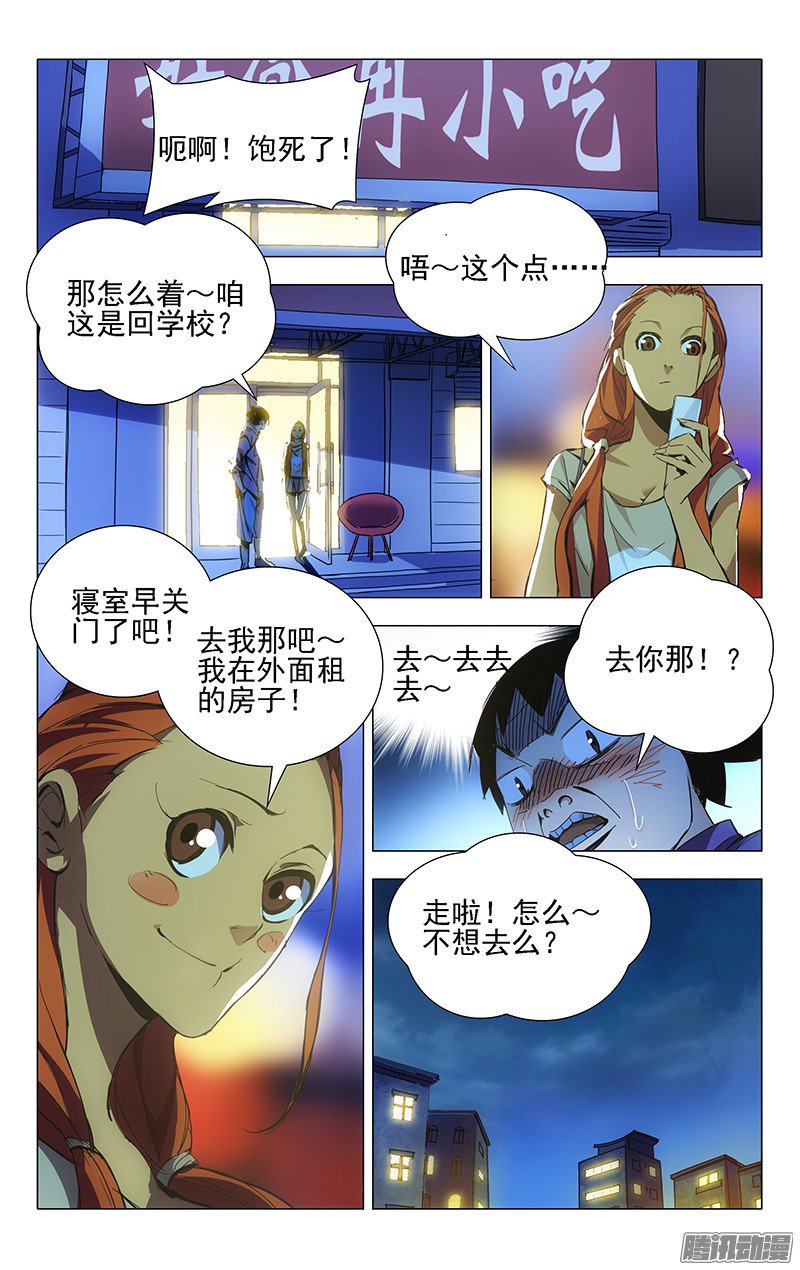 小吃
呃啊！饱死了！
那怎么着～咱
这是回学校？
唔～这个点……
寝室早关
门了吧！
去我那吧～
我在外面租
的房子！
去～去去
去～
去你那！？
走啦！怎么～
不想去么？
腾讯动漫